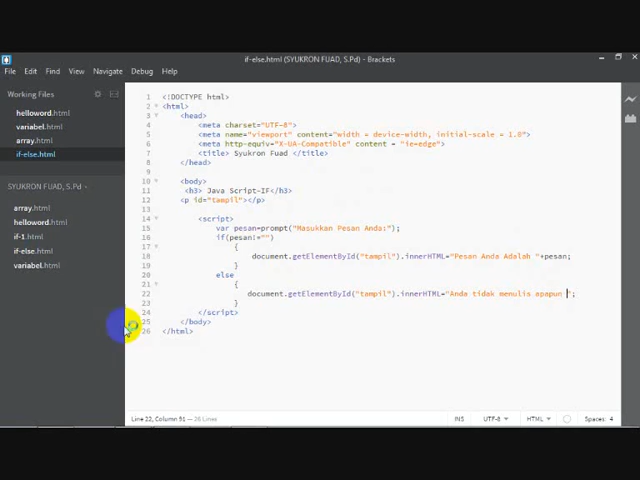 if-else.html (SYUKRON FUAD, S.Pd) - Brackets
File Edit Find View Navigate Debug Help
Working Files
helloword.html
variabel.html
array.html
if-else.html
SYUKRON FUAD, S.Pd
array.html
helloword.html
if-1.html
if-else.html
variabel.html
1 <!DOCTYPE html>
2 <html>
3 <head>
4 <meta charset="UTF-8">
5 <meta name="viewport" content="width = device-width, initial-scale = 1.0">
6 <meta http-equiv="X-UA-Compatible" content = "ie=edge">
7 <title> Syukron Fuad </title>
8 </head>
9
10 <body>
11 <h3> Java Script-IF</h3>
12 <p id="tampil"></p>
13
14 <script>
15 var pesan=prompt("Masukkan Pesan Anda:");
16 if(pesan!="")
17 {
18 document.getElementById("tampil").innerHTML="Pesan Anda Adalah "+pesan;
19 }
20 else
21 {
22 document.getElementById("tampil").innerHTML="Anda tidak menulis apapun ";
23 }
24 </script>
25 </body>
26 </html>
Line 22, Column 91 — 26 Lines
INS UTF-8 HTML Spaces: 4